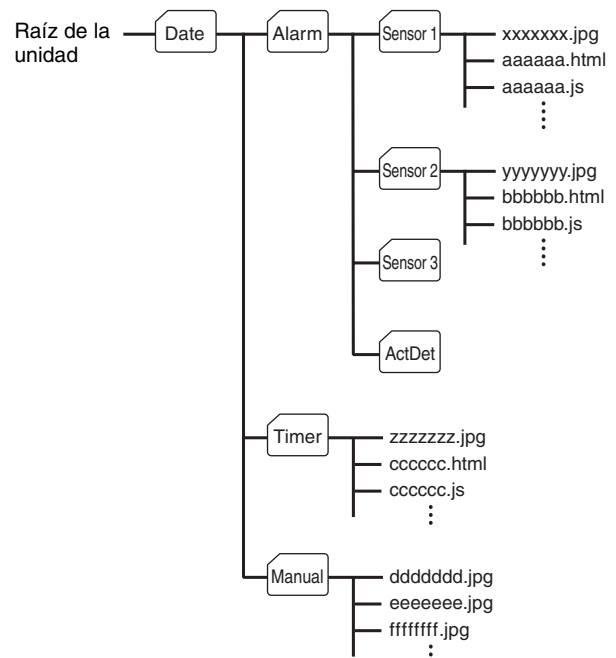 Raíz de la
unidad
Date
Alarm
Sensor 1
xxxxxxx.jpg
aaaaaa.html
aaaaaa.js
Sensor 2
yyyyyyy.jpg
bbbbbb.html
bbbbbb.js
Sensor 3
ActDet
Timer
zzzzzzz.jpg
cccccc.html
cccccc.js
Manual
ddddddd.jpg
eeeeeee.jpg
ffffffff.jpg